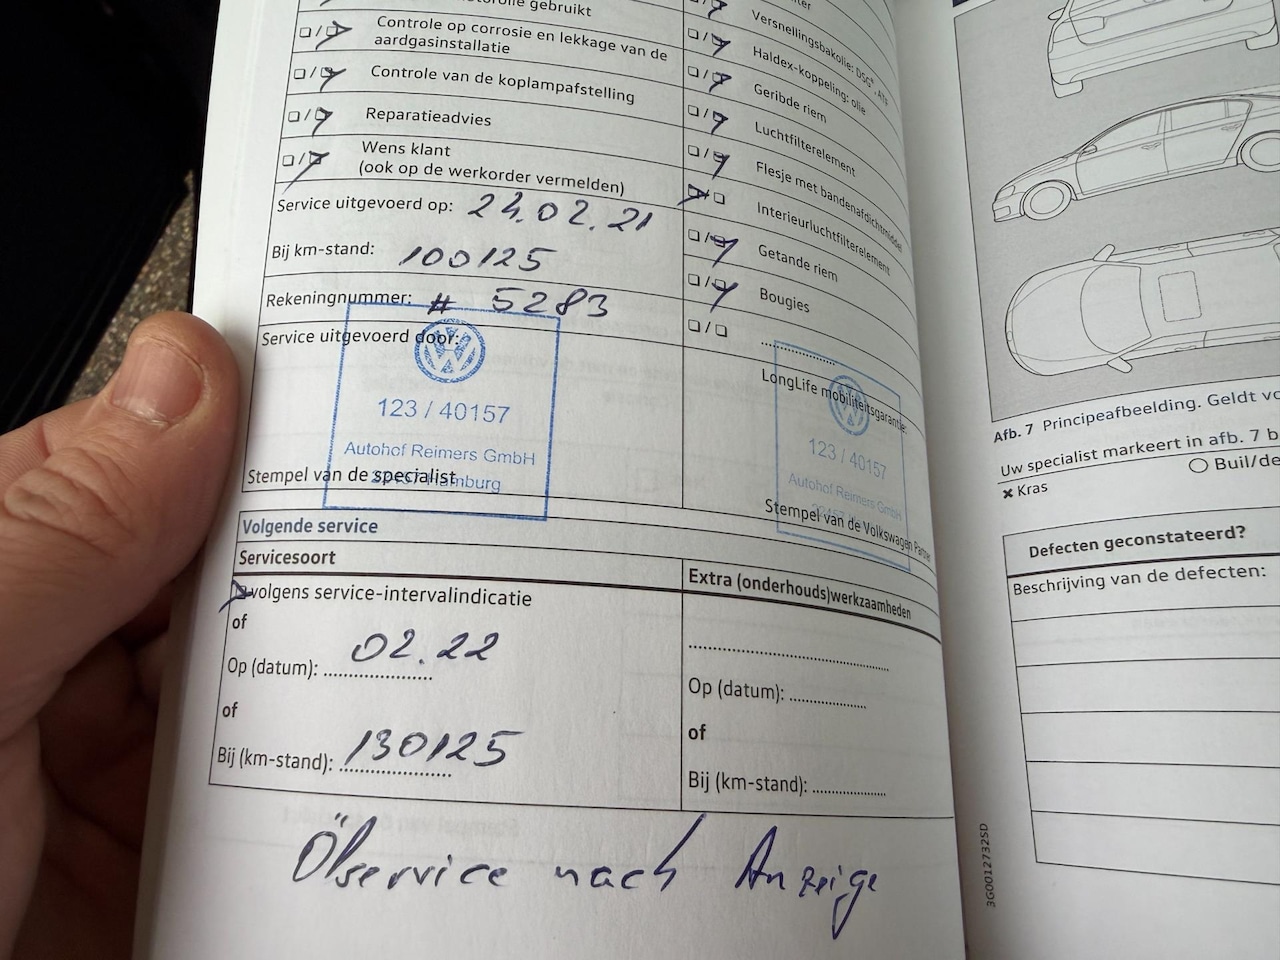 gebruikt
Controle op corrosie en lekkage van de
aardgasinstallatie
Controle van de koplampafstelling
Reparatieadvies
Wens klant
(ook op de werkorder vermelden)
Service uitgevoerd op: 24.02.21
Bij km-stand: 100125
Rekeningnummer: # 5283
Service uitgevoerd door:
123 / 40157
Autohof Reimers GmbH
Hamburg
Stempel van de specialist
Versnellingsbakolie: DSG®,
Haldex-koppeling: olie
Geribde riem
Luchtfilterelement
Flesje met bandenafdichtmiddel
Interieurluchtfilterelement
Getande riem
Bougies
LongLife mobiliteitsgarantie:
123 / 40157
Autohof Reimers GmbH
Stempel van de Volkswagen Partner
Volgende service
Servicesoort
volgens service-intervalindicatie
of
Op (datum): 02.22
of
Bij (km-stand): 130125
Extra (onderhouds)werkzaamheden
Op (datum):
of
Bij (km-stand):
Ölservice nach Anzeige
Afb. 7 Principeafbeelding. Geldt
Uw specialist markeert in afb. 7 b
Buil/de
Kras
Defecten geconstateerd?
Beschrijving van de defecten:
3G0012732SD